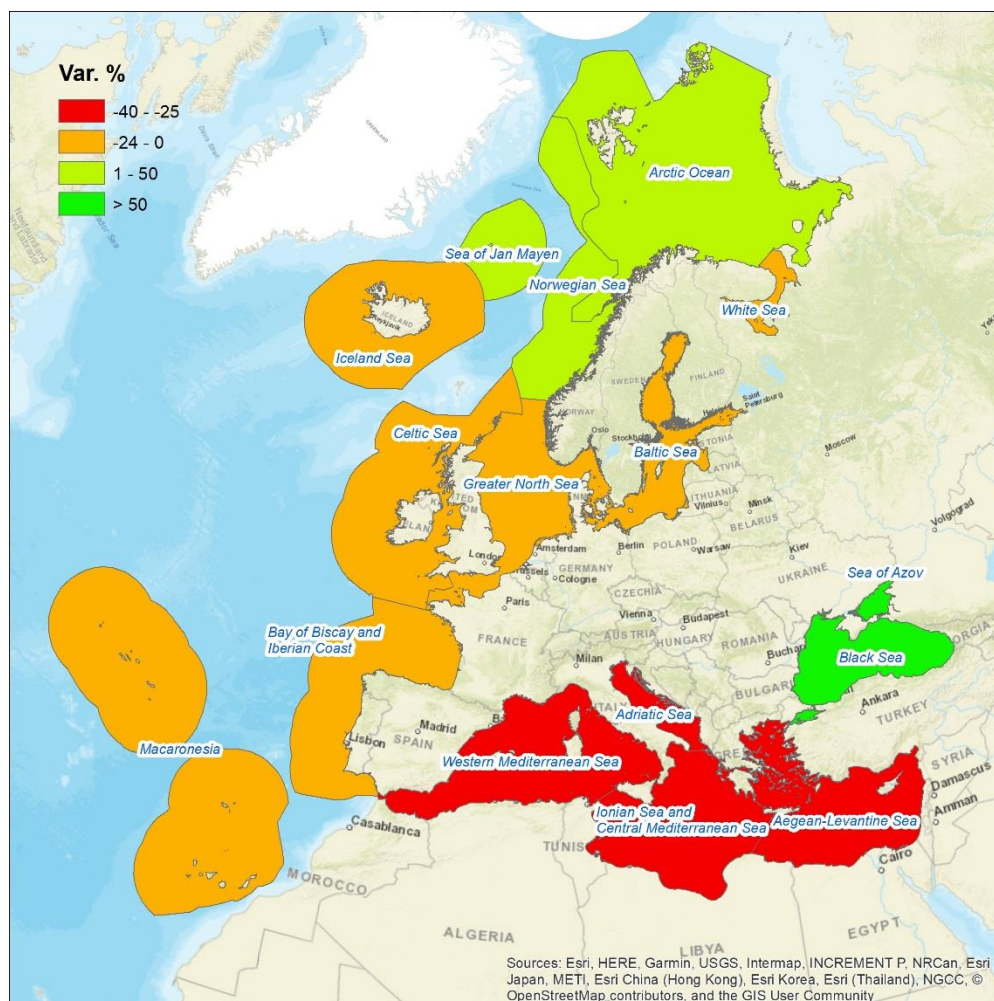 Var. %
-40 - -25
-24 - 0
1 - 50
> 50
GREENLAND
Arctic Ocean
Sea of Jan Mayen
Norwegian Sea
White Sea
ICELAND
Reykjavik
Iceland Sea
SWEDEN
FINLAND
Saint
Petersburg
NORWAY
Oslo
Celtic Sea
Baltic Sea
Moscow
LATVIA
Greater North Sea
LITHUANIA
Vilnius
Minsk
BELARUS
Volgograd
London
Amsterdam
Berlin
POLAND
Warsaw
GERMANY
Cologne
Kiev
UKRAINE
Paris
CZECHIA
Sea of Azov
Vienna
Budapest
FRANCE
AUSTRIA
HUNGARY
ROMANIA
Bay of Biscay and
Iberian Coast
Milan
Black Sea
Adriatic Sea
Ankara
TURKEY
Madrid
Lisbon
SPAIN
Macaronesia
Western Mediterranean Sea
SYRIA
Damascus
Ionian Sea and
Central Mediterranean Sea
Aegean-Levantine Sea
Amman
Casablanca
Cairo
MOROCCO
ALGERIA
LIBYA
EGYPT
Sources: Esri, HERE, Garmin, USGS, Intermap, INCREMENT P, NRCan, Esri
Japan, METI, Esri China (Hong Kong), Esri Korea, Esri (Thailand), NGCC, ©
OpenStreetMap contributors, and the GIS User Community